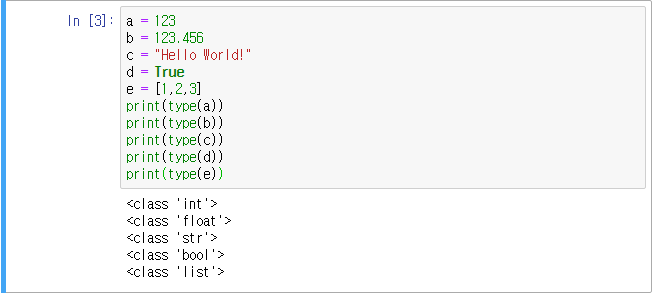 In [3]:
a = 123
b = 123.456
c = "Hello World!"
d = True
e = [1,2,3]
print(type(a))
print(type(b))
print(type(c))
print(type(d))
print(type(e))
<class 'int'>
<class 'float'>
<class 'str'>
<class 'bool'>
<class 'list'>